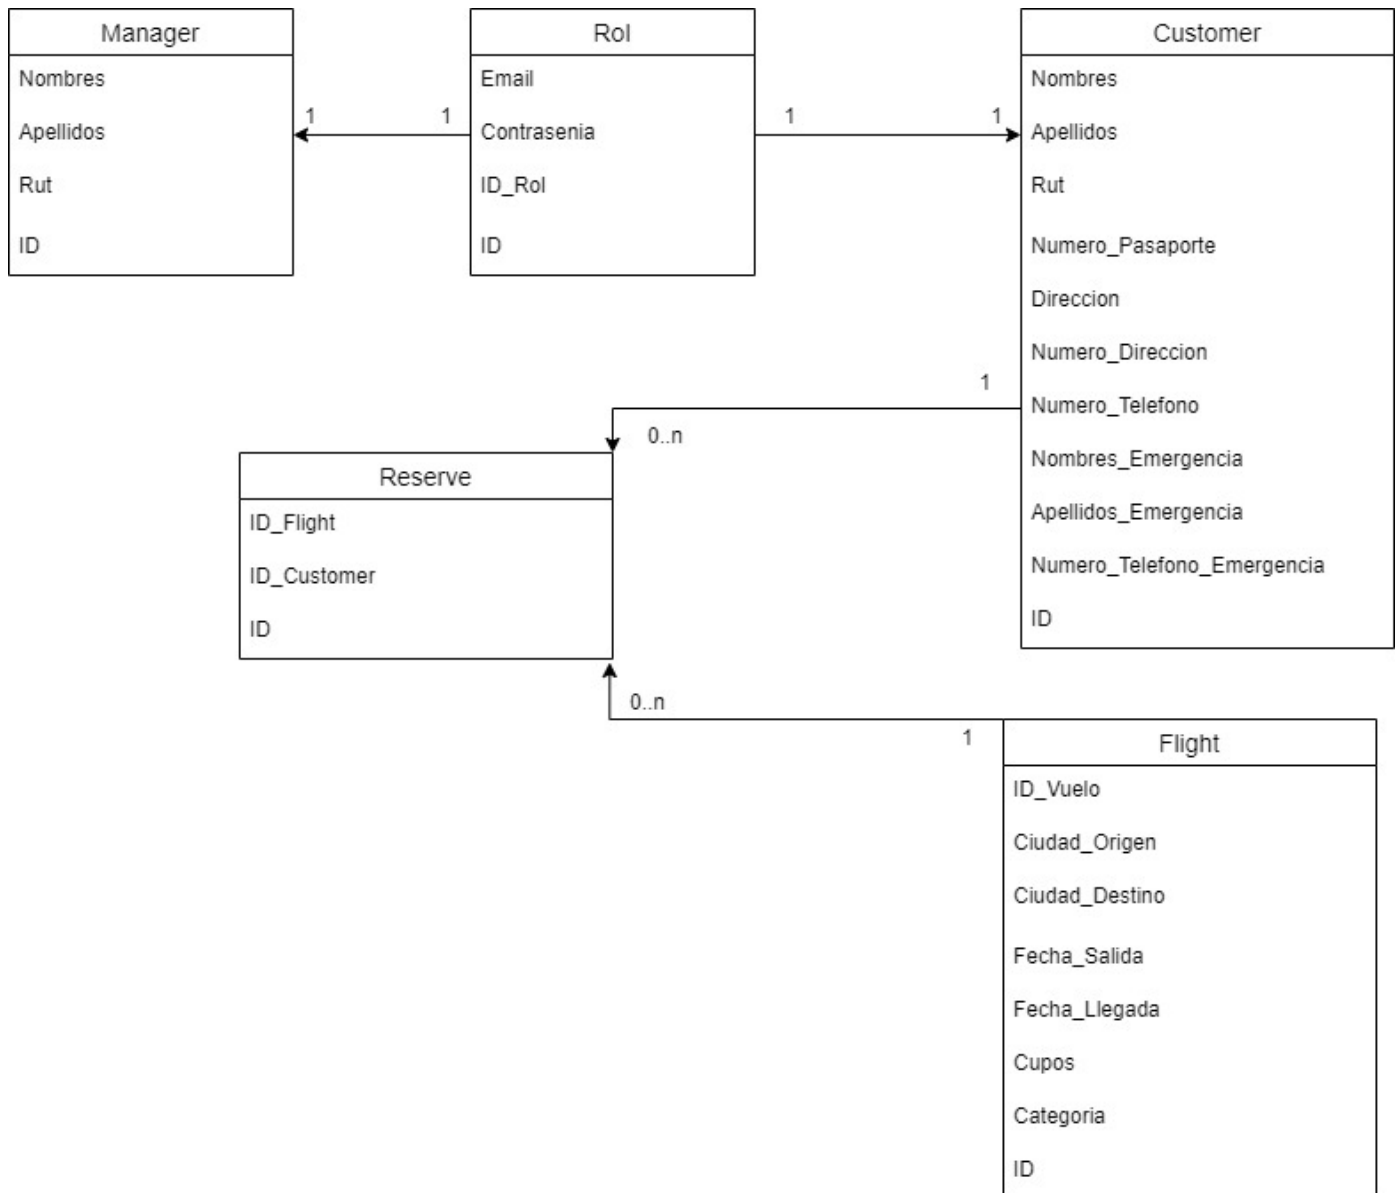 Manager
Nombres
Apellidos
Rut
ID
1
1
Rol
Email
Contrasenia
ID_Rol
ID
1
1
Customer
Nombres
Apellidos
Rut
Numero_Pasaporte
Direccion
Numero_Direccion
Numero_Telefono
Nombres_Emergencia
Apellidos_Emergencia
Numero_Telefono_Emergencia
ID
1
0..n
Reserve
ID_Flight
ID_Customer
ID
0..n
1
Flight
ID_Vuelo
Ciudad_Origen
Ciudad_Destino
Fecha_Salida
Fecha_Llegada
Cupos
Categoria
ID